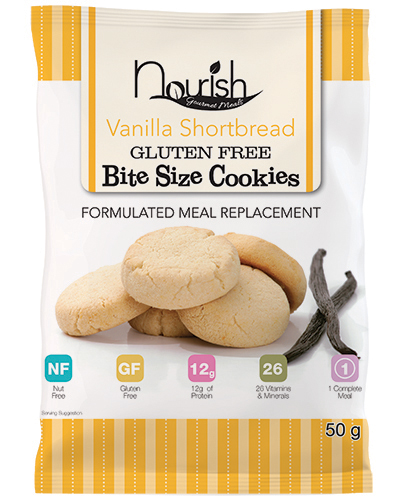 Nourish
Gourmet Meals
Vanilla Shortbread
GLUTEN FREE
Bite Size Cookies
FORMULATED MEAL REPLACEMENT
NF GF 12g 26 1
Nut Free
Gluten Free
12g of Protein
26 Vitamins & Minerals
1 Complete Meal
Serving Suggestion
50 g